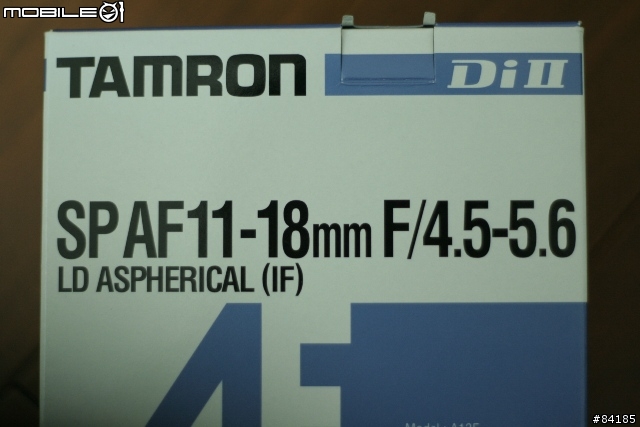 MOBILE01
TAMRON
Di II
SP AF11-18mm F/4.5-5.6
LD ASPHERICAL (IF)
#84185